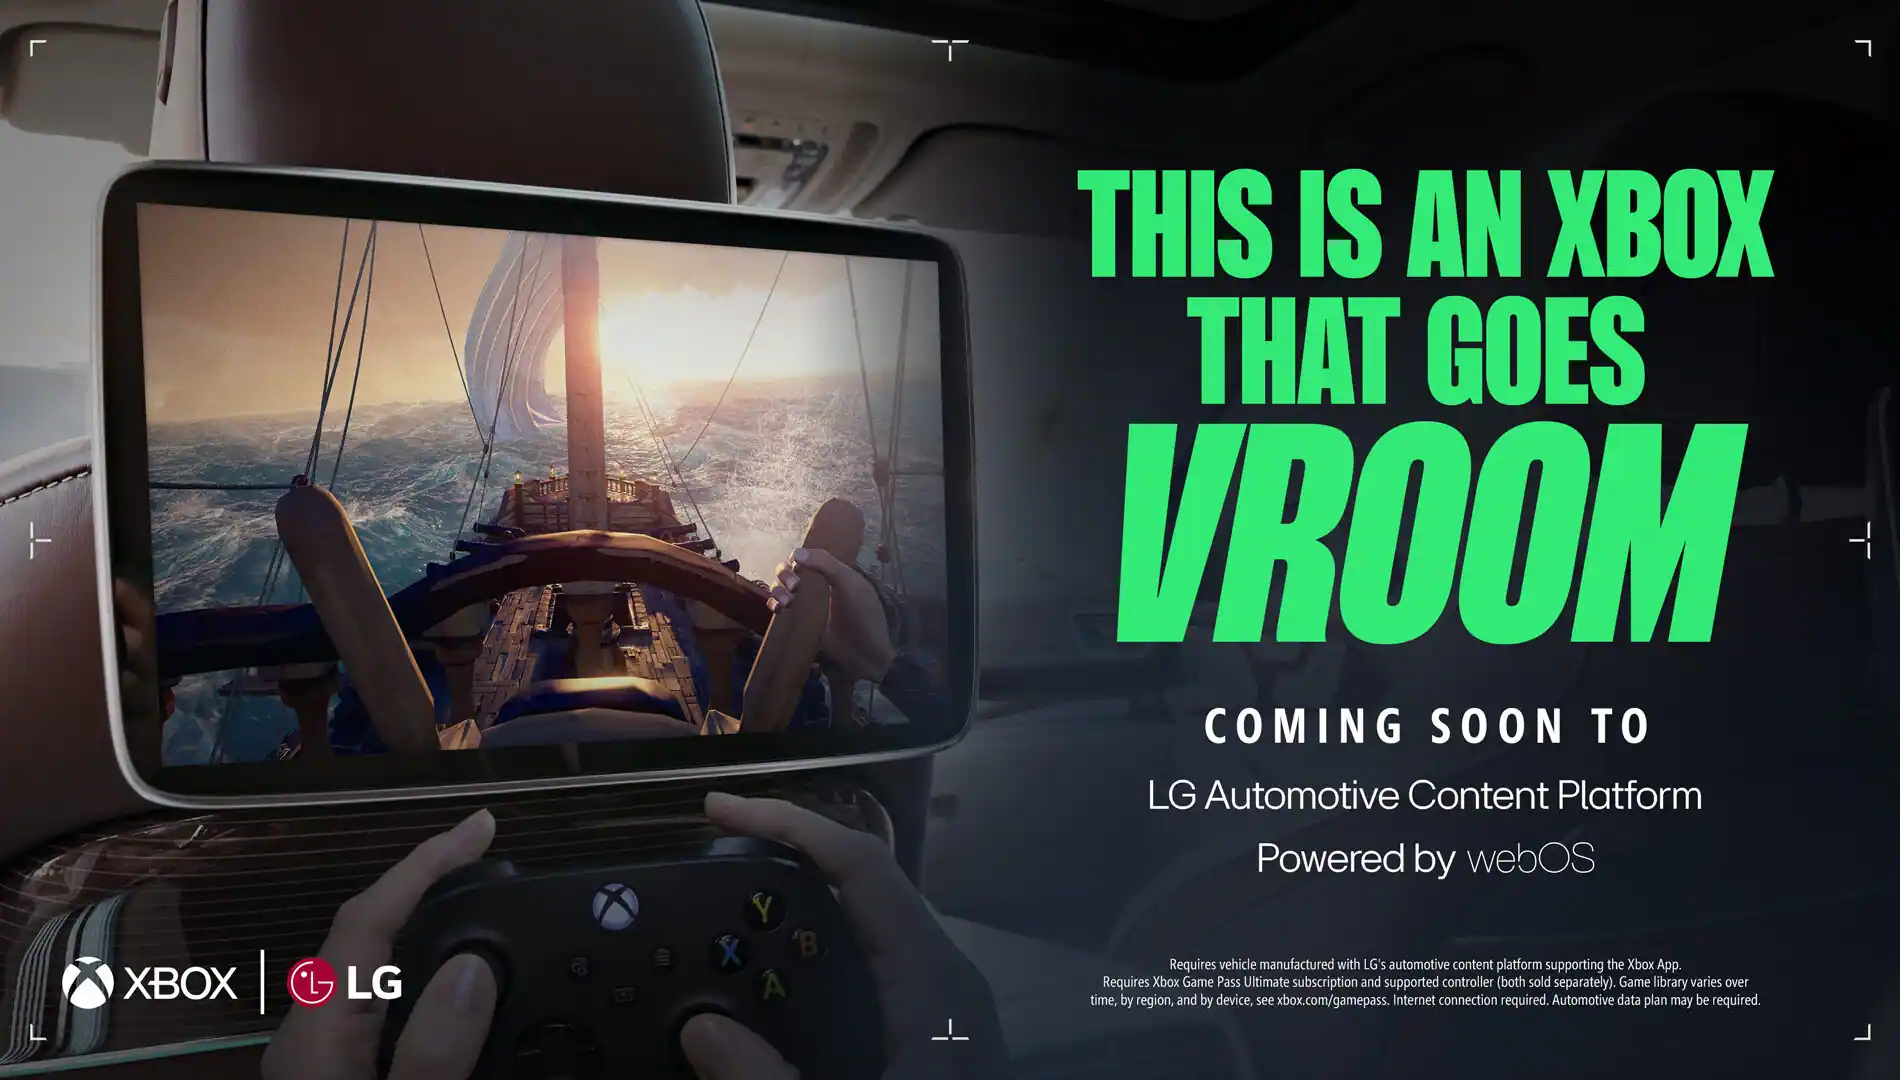 THIS IS AN XBOX
THAT GOES
VROOM
COMING SOON TO
LG Automotive Content Platform
Powered by webOS
Y
X
B
A
XBOX
LG
Requires vehicle manufactured with LG's automotive content platform supporting the Xbox App.
Requires Xbox Game Pass Ultimate subscription and supported controller (both sold separately). Game library varies over
time, by region, and by device, see xbox.com/gamepass. Internet connection required. Automotive data plan may be required.